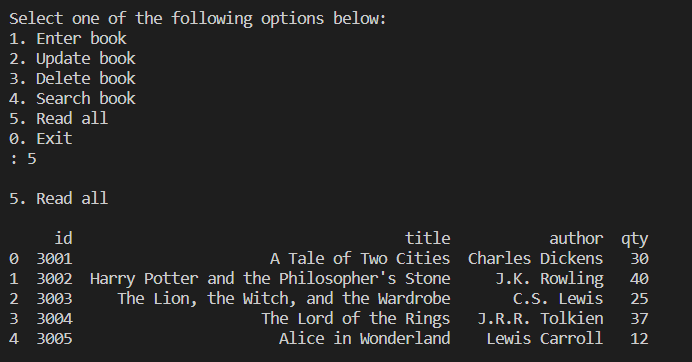 Select one of the following options below:
1. Enter book
2. Update book
3. Delete book
4. Search book
5. Read all
0. Exit
: 5
5. Read all
id title author qty
0 3001 A Tale of Two Cities Charles Dickens 30
1 3002 Harry Potter and the Philosopher's Stone J.K. Rowling 40
2 3003 The Lion, the Witch, and the Wardrobe C.S. Lewis 25
3 3004 The Lord of the Rings J.R.R. Tolkien 37
4 3005 Alice in Wonderland Lewis Carroll 12